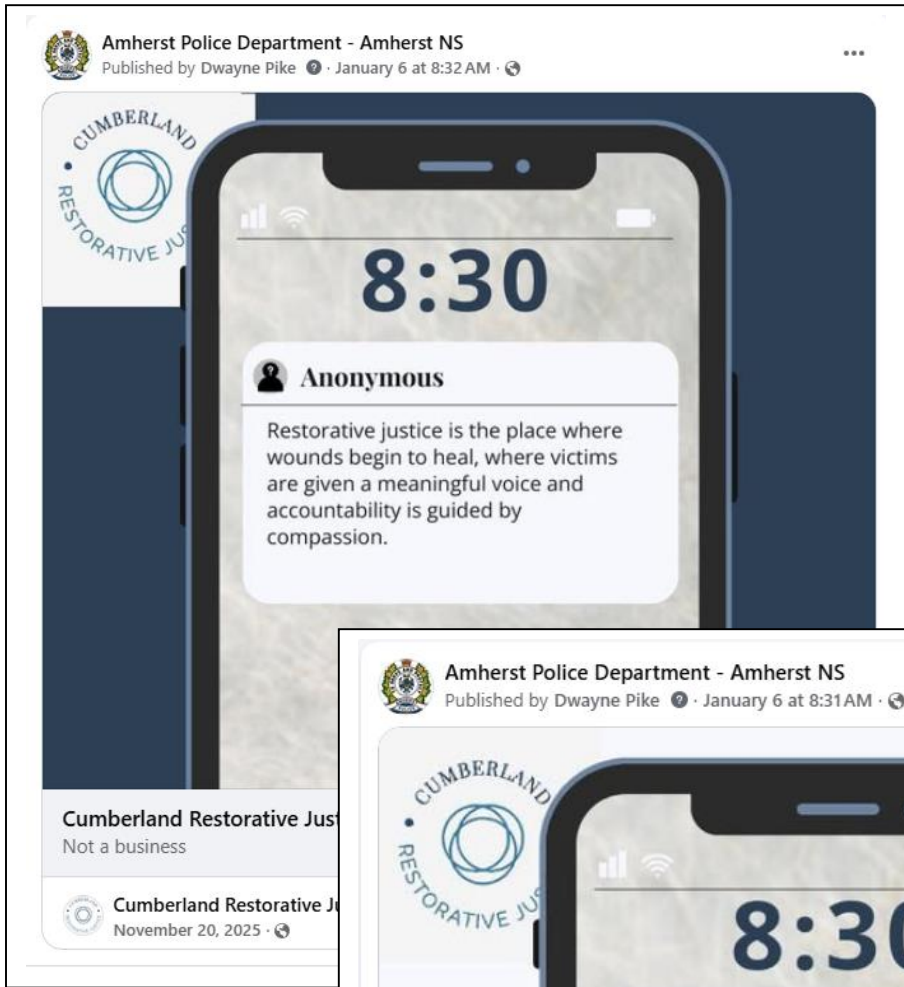 Amherst Police Department - Amherst NS
Published by Dwayne Pike ? · January 6 at 8:32 AM ·
CUMBERLAND
RESTORATIVE JUS
8:30
? Anonymous
Restorative justice is the place where
wounds begin to heal, where victims
are given a meaningful voice and
accountability is guided by
compassion.
Cumberland Restorative Just
Not a business
Cumberland Restorative Ju
November 20, 2025 ·
Amherst Police Department - Amherst NS
Published by Dwayne Pike ? · January 6 at 8:31 AM ·
CUMBERLAND
RESTORATIVE JUS
8:30